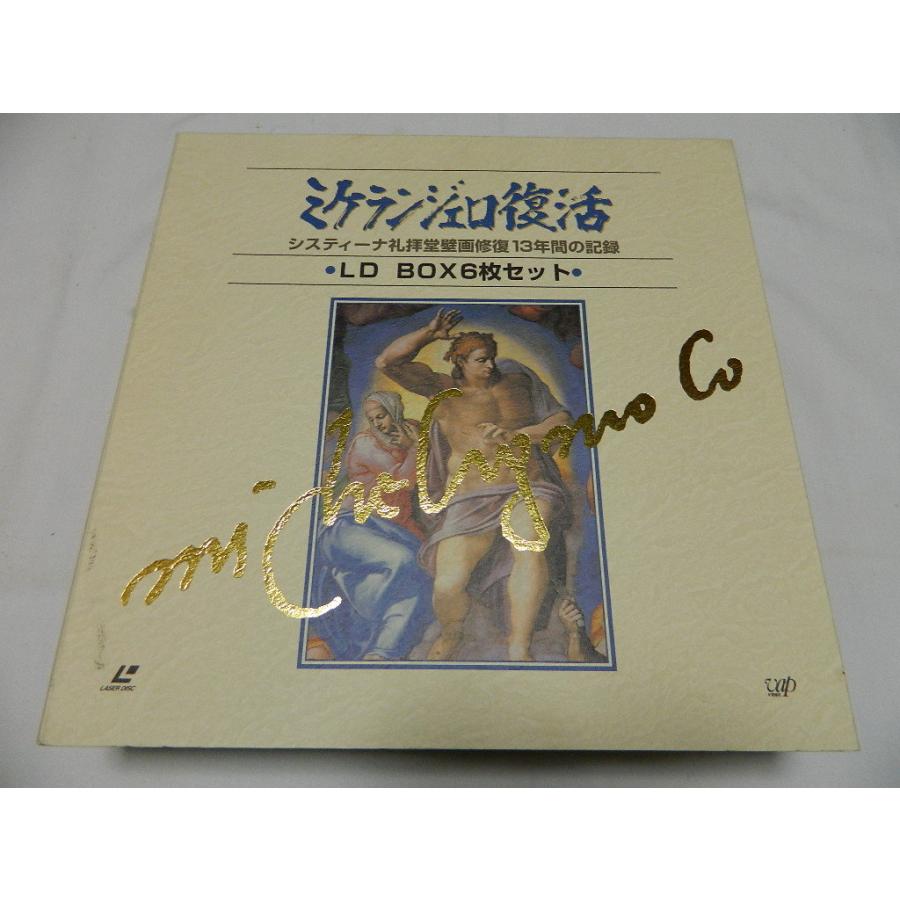 ミケランジェロ復活
システィーナ礼拝堂壁画修復13年間の記録
•LD BOX6枚セット•
LASER DISC
vap
VIDEO